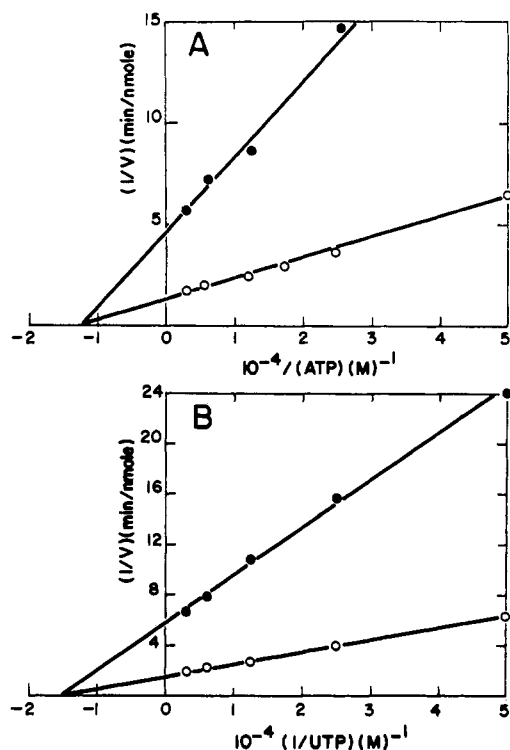 A
15
10
5
(1/V)(min/nmole)
-2 -1 0 1 2 3 4 5
10⁻⁴/(ATP)(M)⁻¹
B
24
20
16
12
8
4
(1/V)(min/nmole)
-2 -1 0 1 2 3 4 5
10⁻⁴(1/UTP)(M)⁻¹